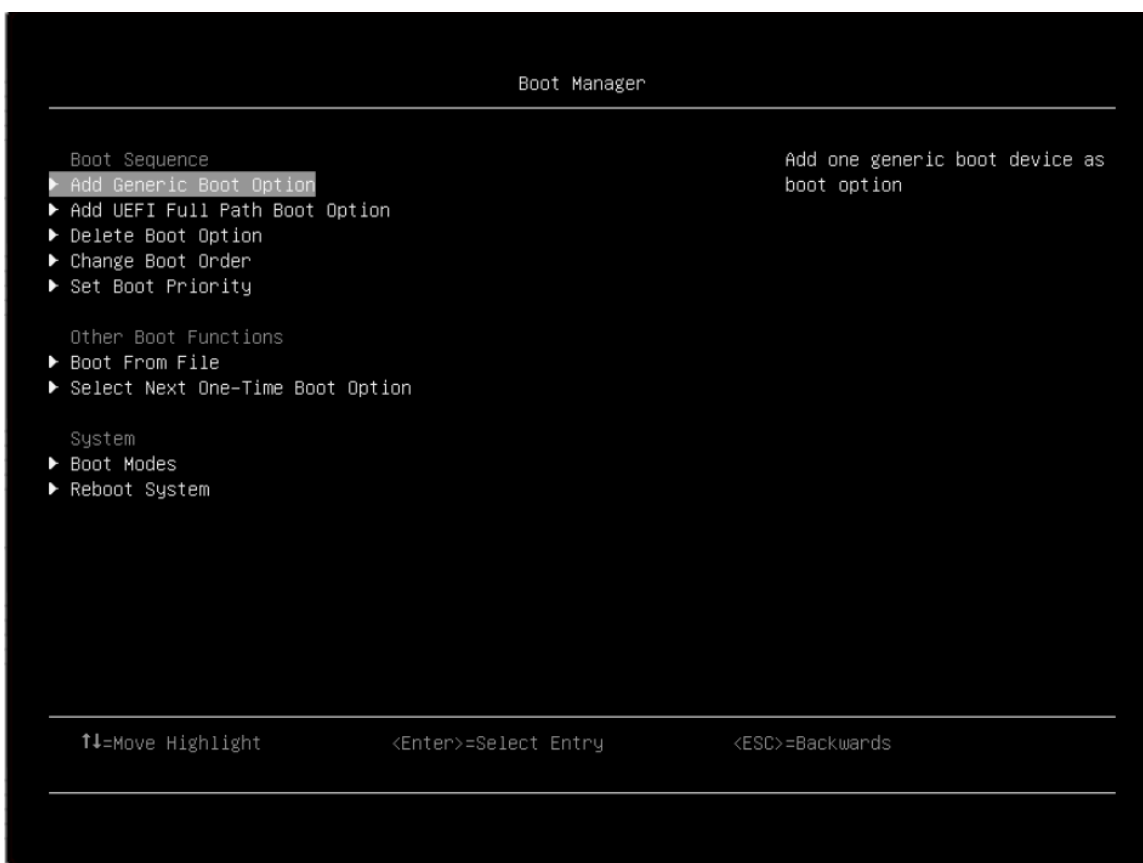 Boot Manager
Boot Sequence
▶ Add Generic Boot Option
▶ Add UEFI Full Path Boot Option
▶ Delete Boot Option
▶ Change Boot Order
▶ Set Boot Priority
Other Boot Functions
▶ Boot From File
▶ Select Next One-Time Boot Option
System
▶ Boot Modes
▶ Reboot System
Add one generic boot device as
boot option
↑↓=Move Highlight <Enter>=Select Entry <ESC>=Backwards